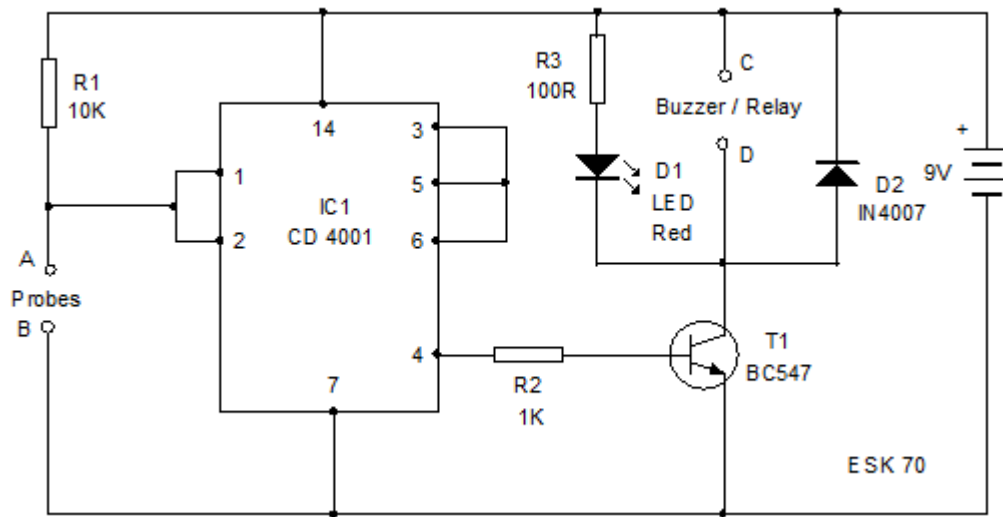 R1
10K
A
Probes
B
14
1
2
3
5
6
4
7
IC1
CD 4001
R2
1K
R3
100R
D1
LED
Red
C
Buzzer / Relay
D
D2
IN4007
+
9V
T1
BC547
ESK 70